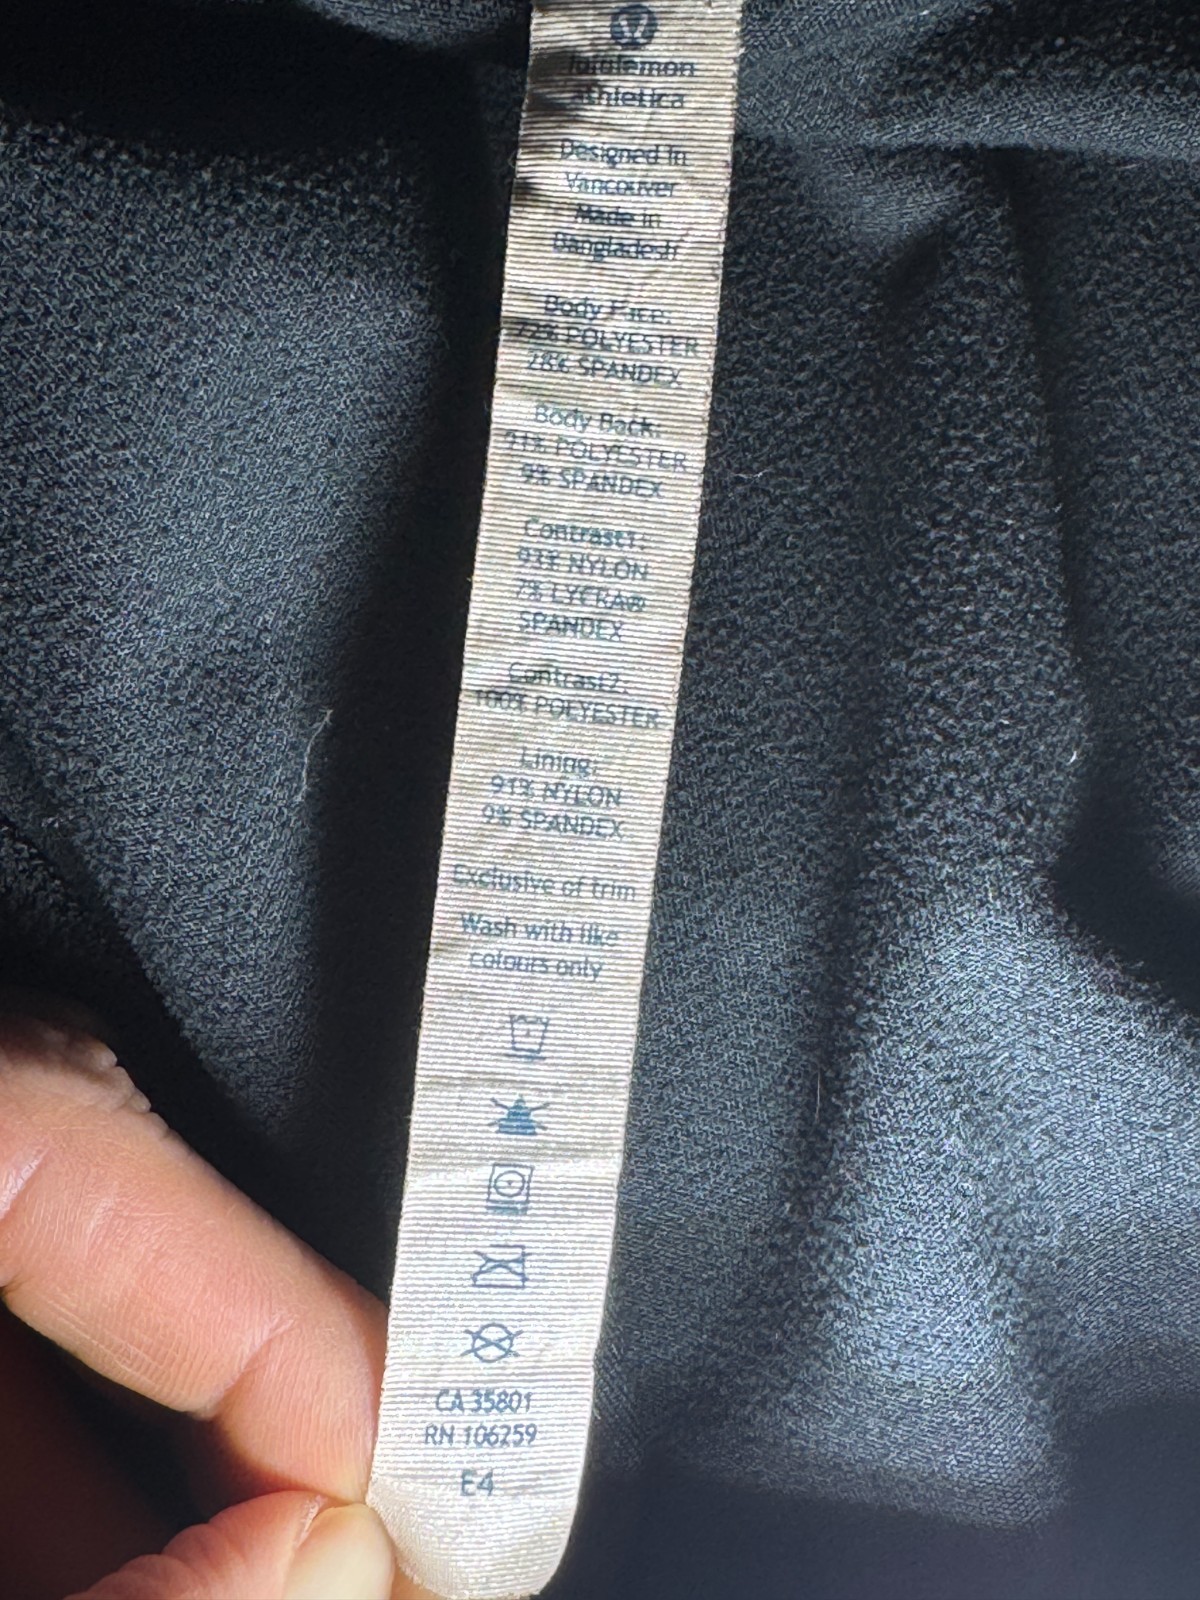 lululemon
athletica
Designed in
Vancouver
Made in
Bangladesh
Body Face:
72% POLYESTER
28% SPANDEX
Body Back:
91% POLYESTER
9% SPANDEX
Contrast1:
93% NYLON
7% LYCRA®
SPANDEX
Contrast2:
100% POLYESTER
Lining:
91% NYLON
9% SPANDEX
Exclusive of trim
Wash with like
colours only
CA 35801
RN 106259
E4